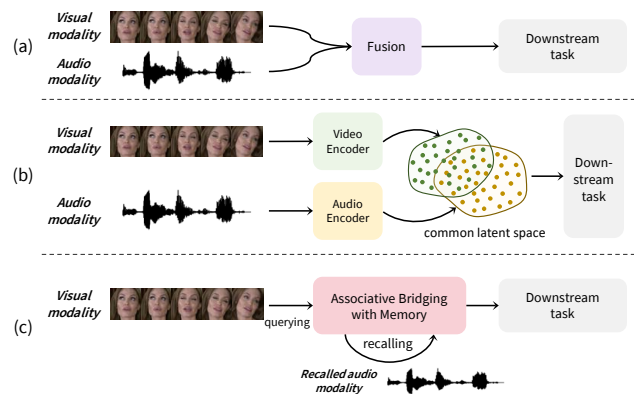 (a)
Visual
modality
Audio
modality
Fusion
Downstream
task
(b)
Visual
modality
Audio
modality
Video
Encoder
Audio
Encoder
common latent space
Down-
stream
task
(c)
Visual
modality
querying
Associative Bridging
with Memory
recalling
Recalled audio
modality
Downstream
task